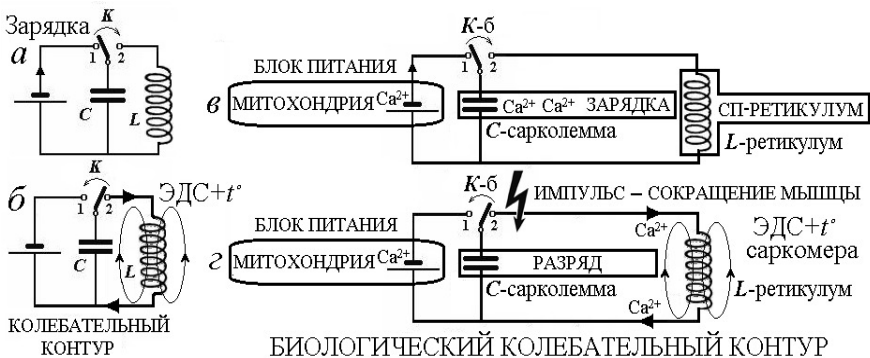 Зарядка
К
а
1 2
С
L
К
б
1 2
ЭДС+t°
С
L
КОЛЕБАТЕЛЬНЫЙ
КОНТУР
К-б
1 2
БЛОК ПИТАНИЯ
в
МИТОХОНДРИЯ Ca²⁺
Ca²⁺ Ca²⁺ ЗАРЯДКА
СП-РЕТИКУЛУМ
С-сарколемма
L-ретикулум
К-б
ИМПУЛЬС – СОКРАЩЕНИЕ МЫШЦЫ
1 2
Ca²⁺
ЭДС+t°
саркомера
БЛОК ПИТАНИЯ
г
МИТОХОНДРИЯ Ca²⁺
РАЗРЯД
С-сарколемма
L-ретикулум
Ca²⁺
БИОЛОГИЧЕСКИЙ КОЛЕБАТЕЛЬНЫЙ КОНТУР